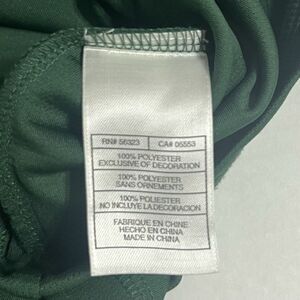 RN# 56323 CA# 05553
100% POLYESTER
EXCLUSIVE OF DECORATION
100% POLYESTER
SANS ORNEMENTS
100% POLYESTER
NO INCLUYE LA DECORACION
FABRIQUE EN CHINE
HECHO EN CHINA
MADE IN CHINA